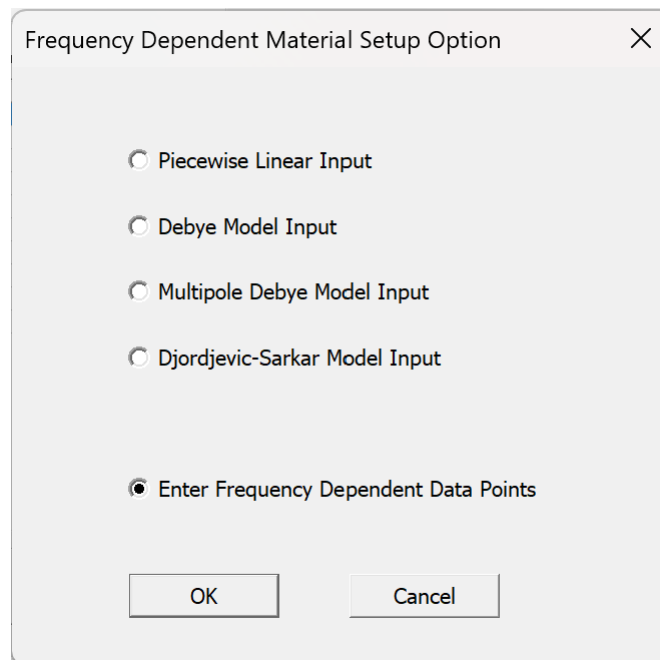 Frequency Dependent Material Setup Option
Piecewise Linear Input
Debye Model Input
Multipole Debye Model Input
Djordjevic-Sarkar Model Input
Enter Frequency Dependent Data Points
OK Cancel